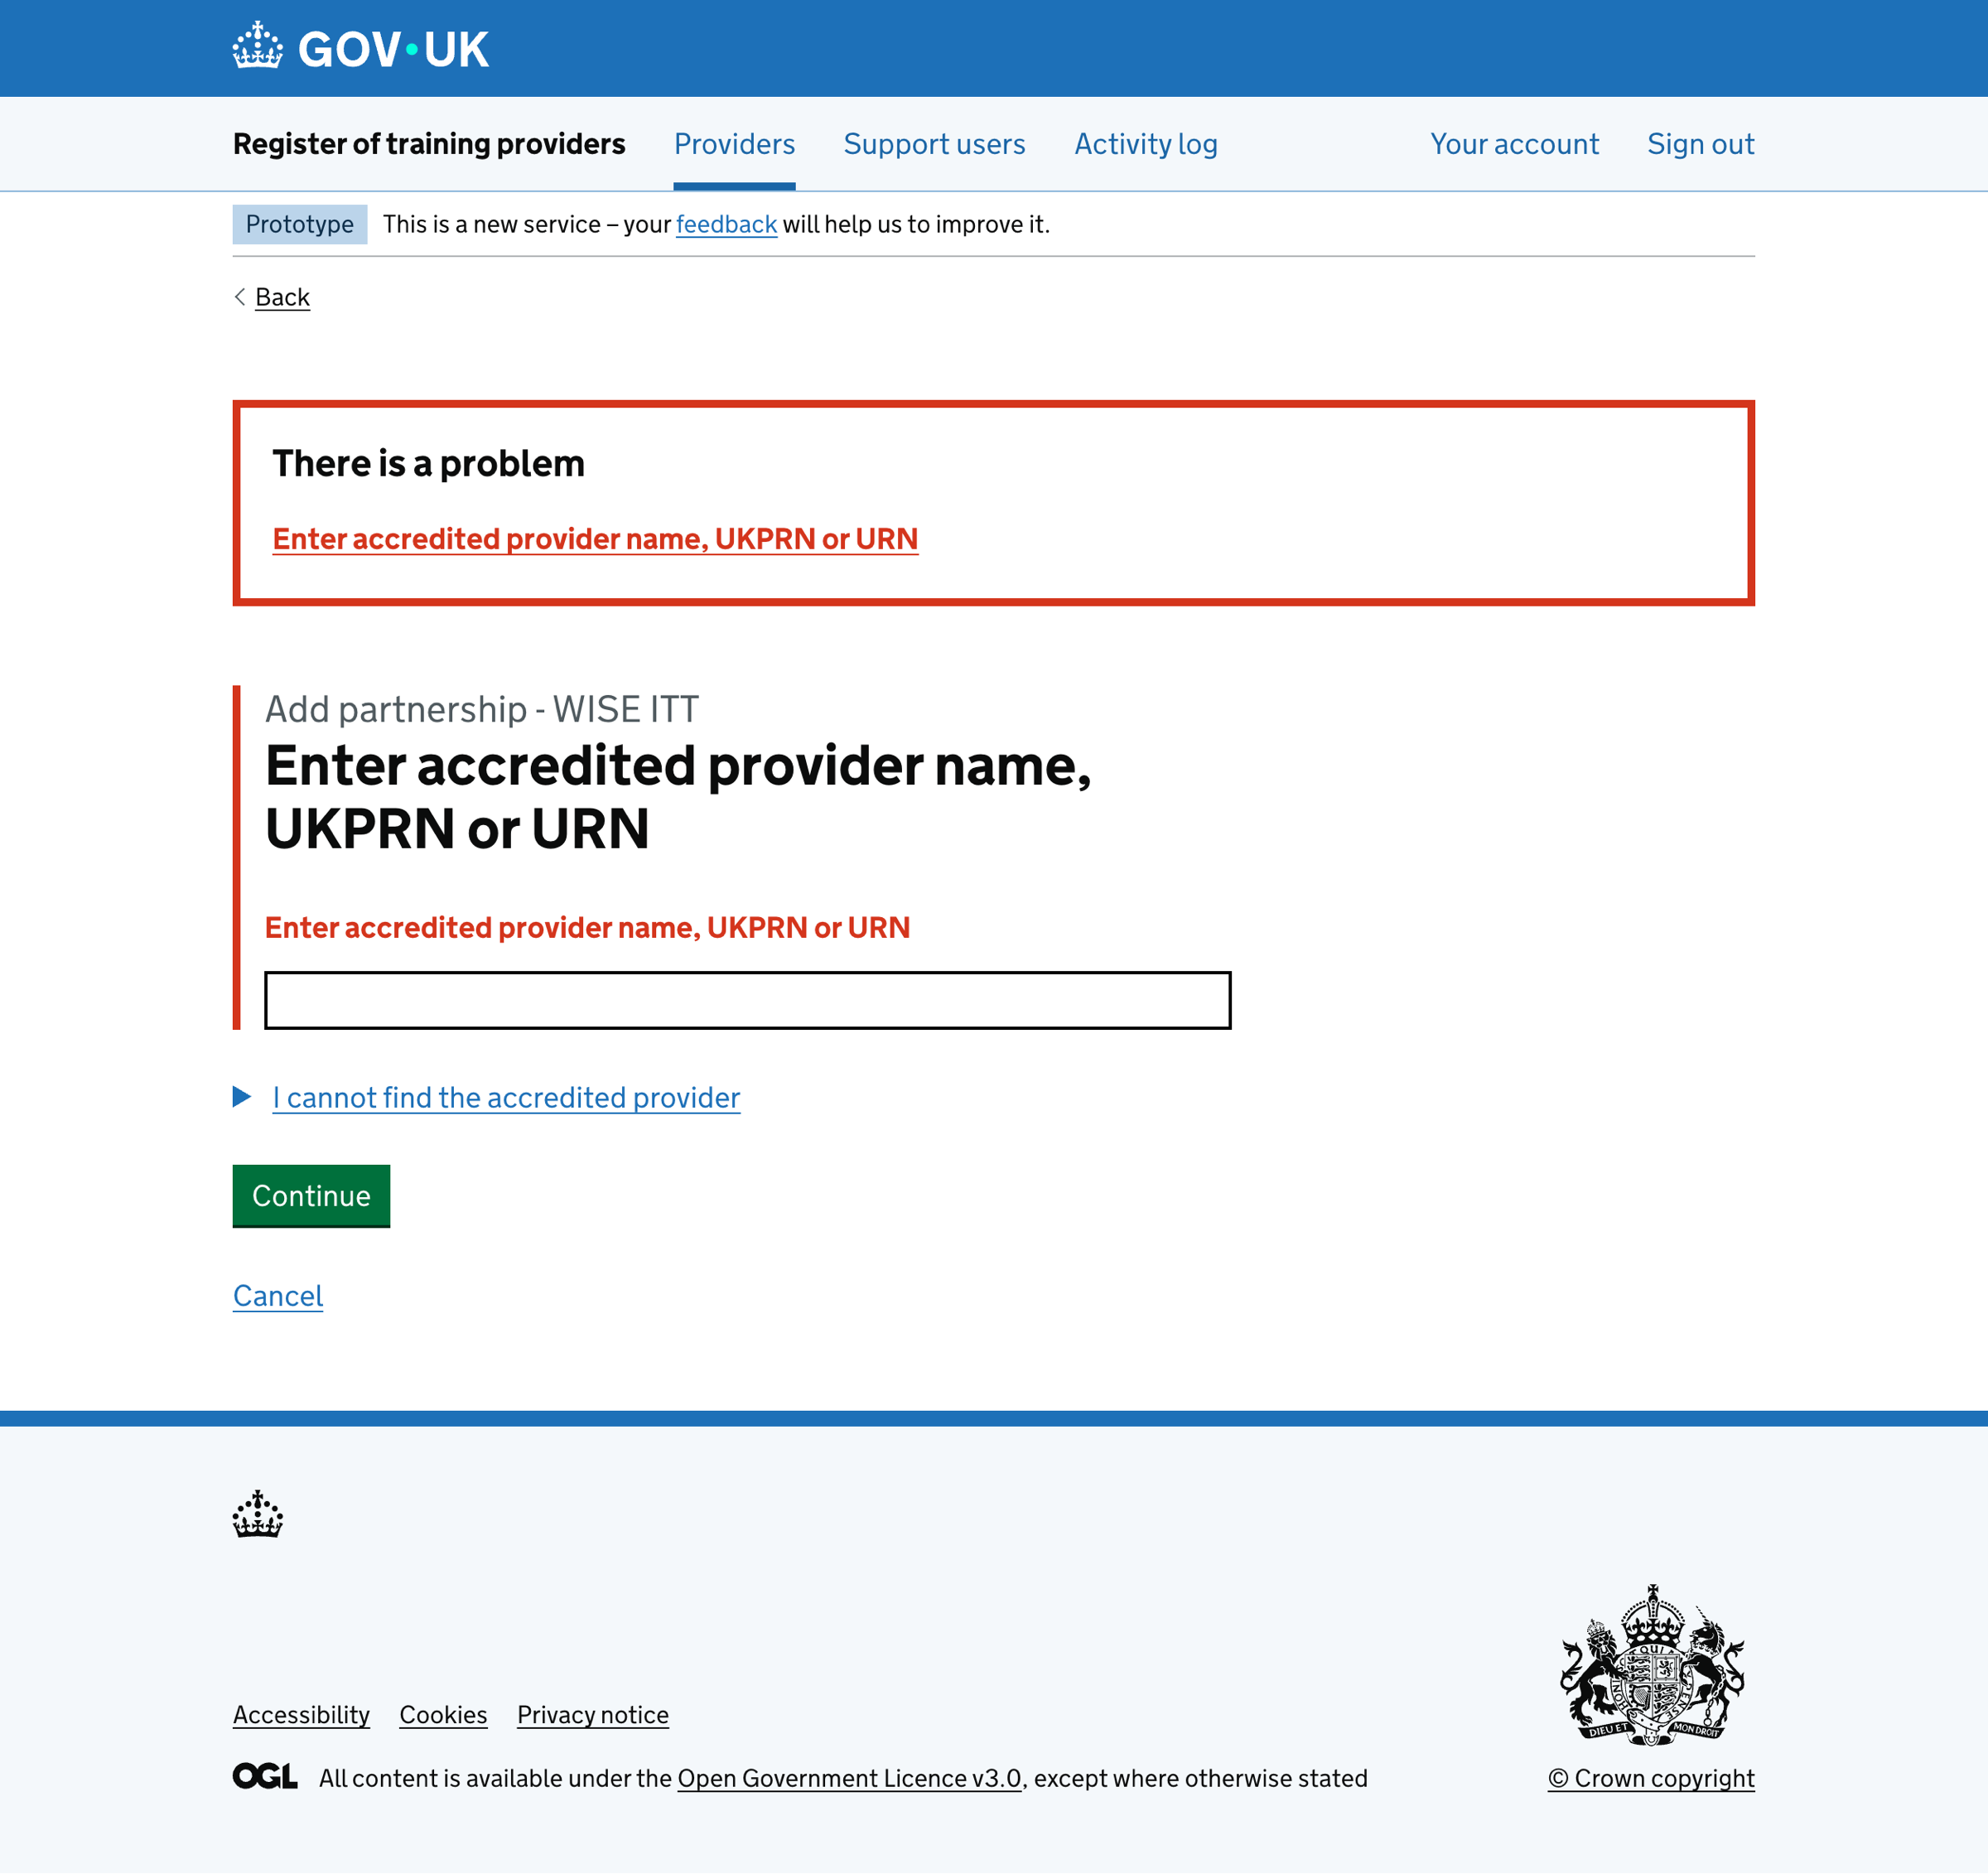 GOV.UK
Register of training providers
Providers
Support users
Activity log
Your account
Sign out
Prototype
This is a new service – your feedback will help us to improve it.
Back
There is a problem
Enter accredited provider name, UKPRN or URN
Add partnership - WISE ITT
Enter accredited provider name,
UKPRN or URN
Enter accredited provider name, UKPRN or URN
I cannot find the accredited provider
Continue
Cancel
Accessibility
Cookies
Privacy notice
DIEU ET
MON DROIT
OGL
All content is available under the Open Government Licence v3.0, except where otherwise stated
© Crown copyright